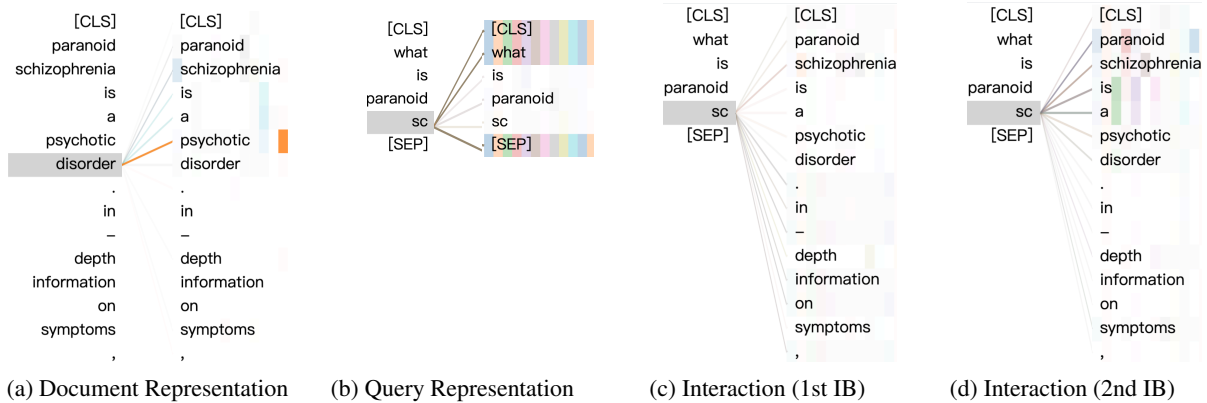 [CLS] [CLS]
paranoid paranoid
schizophrenia schizophrenia
is is
a a
psychotic psychotic
disorder disorder
. .
in in
– –
depth depth
information information
on on
symptoms symptoms
, ,
(a) Document Representation
[CLS] [CLS]
what what
is is
paranoid paranoid
sc sc
[SEP] [SEP]
(b) Query Representation
[CLS] [CLS]
what paranoid
is schizophrenia
paranoid is
sc a
[SEP] psychotic
disorder
.
in
–
depth
information
on
symptoms
,
(c) Interaction (1st IB)
[CLS] [CLS]
what paranoid
is schizophrenia
paranoid is
sc a
[SEP] psychotic
disorder
.
in
–
depth
information
on
symptoms
,
(d) Interaction (2nd IB)